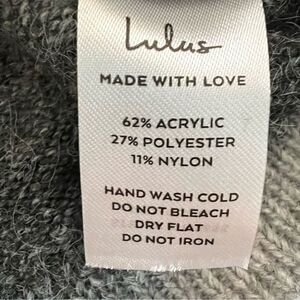 Lulus
MADE WITH LOVE
62% ACRYLIC
27% POLYESTER
11% NYLON
HAND WASH COLD
DO NOT BLEACH
DRY FLAT
DO NOT IRON